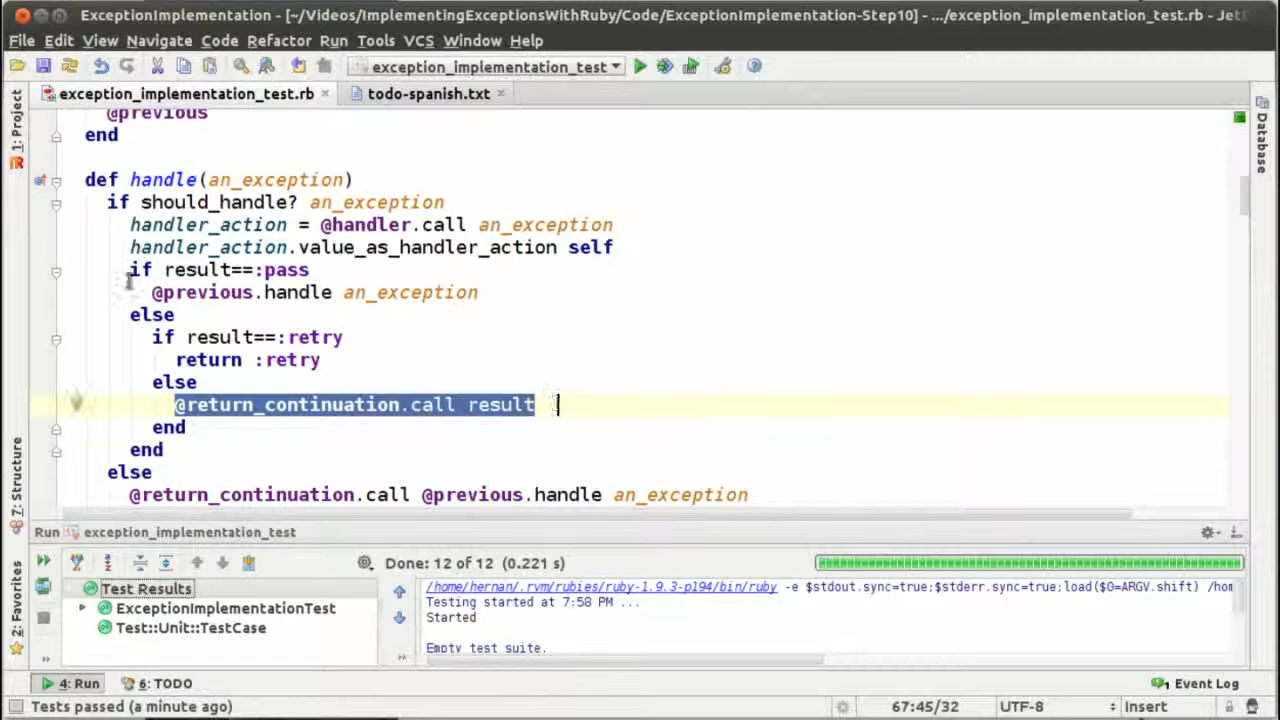 ExceptionImplementation - [~/Videos/ImplementingExceptionsWithRuby/Code/ExceptionImplementation-Step10] - .../exception_implementation_test.rb - Jet
File Edit View Navigate Code Refactor Run Tools VCS Window Help
exception_implementation_test
exception_implementation_test.rb todo-spanish.txt
1: Project
Database
7: Structure
2: Favorites
@previous
end
def handle(an_exception)
if should_handle? an_exception
handler_action = @handler.call an_exception
handler_action.value_as_handler_action self
if result==:pass
@previous.handle an_exception
else
if result==:retry
return :retry
else
@return_continuation.call result
end
end
else
@return_continuation.call @previous.handle an_exception
Run exception_implementation_test
Done: 12 of 12 (0.221 s)
Test Results
ExceptionImplementationTest
Test::Unit::TestCase
/home/hernan/.rvm/rubies/ruby-1.9.3-p194/bin/ruby -e $stdout.sync=true;$stderr.sync=true;load($0=ARGV.shift) /hom
Testing started at 7:58 PM ...
Started
Empty test suite.
4: Run 6: TODO Event Log
Tests passed (a minute ago) 67:45/32 UTF-8 Insert